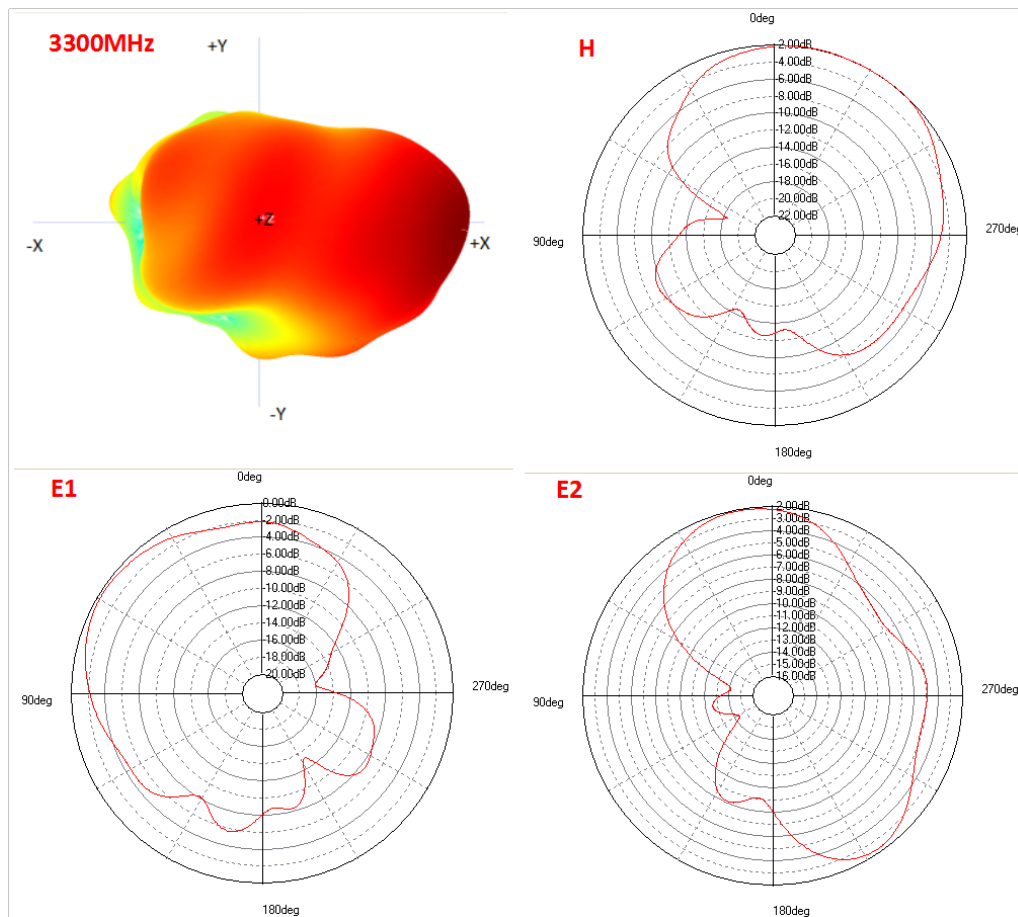 3300MHz
+Y
-X
+Z
+X
-Y
H
0deg
-2.00dB
-4.00dB
-6.00dB
-8.00dB
-10.00dB
-12.00dB
-14.00dB
-16.00dB
-18.00dB
-20.00dB
-22.00dB
90deg
270deg
180deg
E1
0deg
0.00dB
-2.00dB
-4.00dB
-6.00dB
-8.00dB
-10.00dB
-12.00dB
-14.00dB
-16.00dB
-18.00dB
-20.00dB
90deg
270deg
180deg
E2
0deg
-2.00dB
-3.00dB
-4.00dB
-5.00dB
-6.00dB
-7.00dB
-8.00dB
-9.00dB
-10.00dB
-11.00dB
-12.00dB
-13.00dB
-14.00dB
-15.00dB
-16.00dB
90deg
270deg
180deg